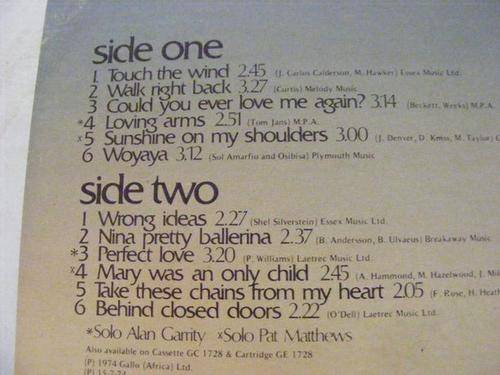 side one
1 Touch the wind 2.45 (J. Carlos Calderson, M. Hawker) Essex Music Ltd.
2 Walk right back 3.27 (Curtis) Melody Music
3 Could you ever love me again? 3.14 (Beckett, Weeks) M.P.A.
*4 Loving arms 2.51 (Tom Jans) M.P.A.
x5 Sunshine on my shoulders 3.00 (J. Denver, D. Kniss, M. Taylor)
6 Woyaya 3.12 (Sol Amarfio and Osibisa) Plymouth Music
side two
1 Wrong ideas 2.27 (Shel Silverstein) Essex Music Ltd.
2 Nina pretty ballerina 2.37 (B. Andersson, B. Ulvaeus) Breakaway Music
*3 Perfect love 3.20 (P. Williams) Laetrec Music Ltd.
x4 Mary was an only child 2.45 (A. Hammond, M. Hazelwood, J.
5 Take these chains from my heart 2.05 (F. Rose, H. Heath
6 Behind closed doors 2.22 (O'Dell) Laetrec Music Ltd.
*Solo Alan Garrity xSolo Pat Matthews
Also available on Cassette GC 1728 & Cartridge GE 1728
(P) 1974 Gallo (Africa) Ltd.